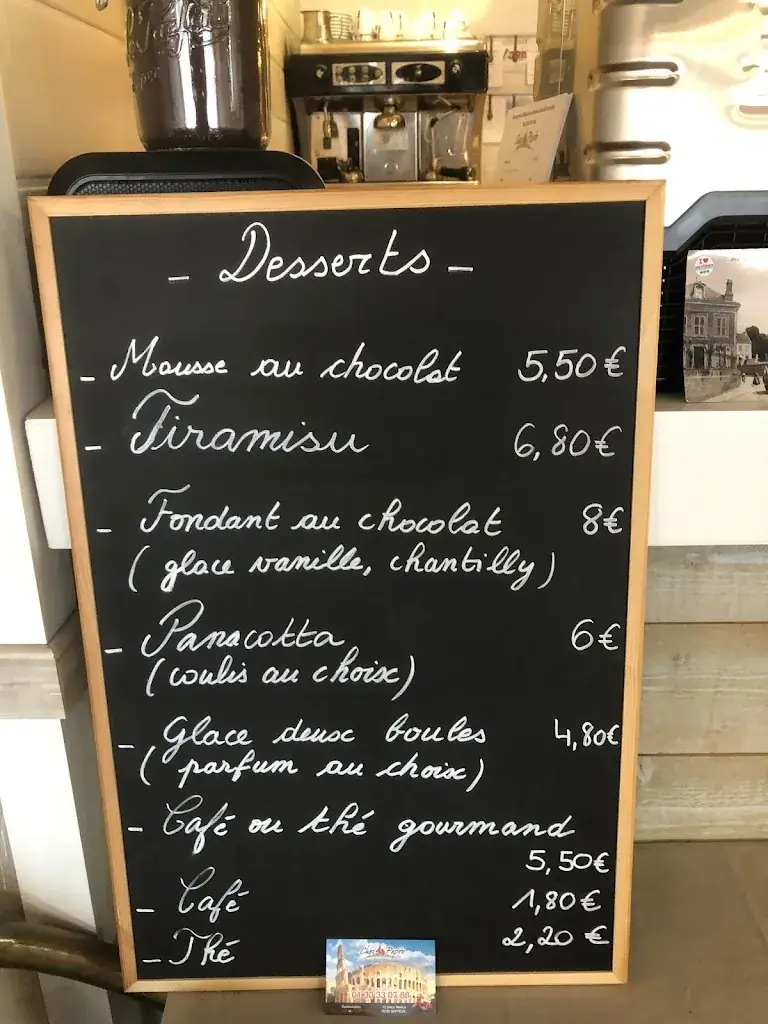 - Desserts -
- Mousse au chocolat 5,50€
- Tiramisu 6,80€
- Fondant au chocolat 8€
( glace vanille, chantilly )
- Panacotta 6€
( coulis au choix )
- Glace deux boules 4,80€
( parfum au choix )
- Café ou thé gourmand
5,50€
- Café 1,80€
- Thé 2,20 €